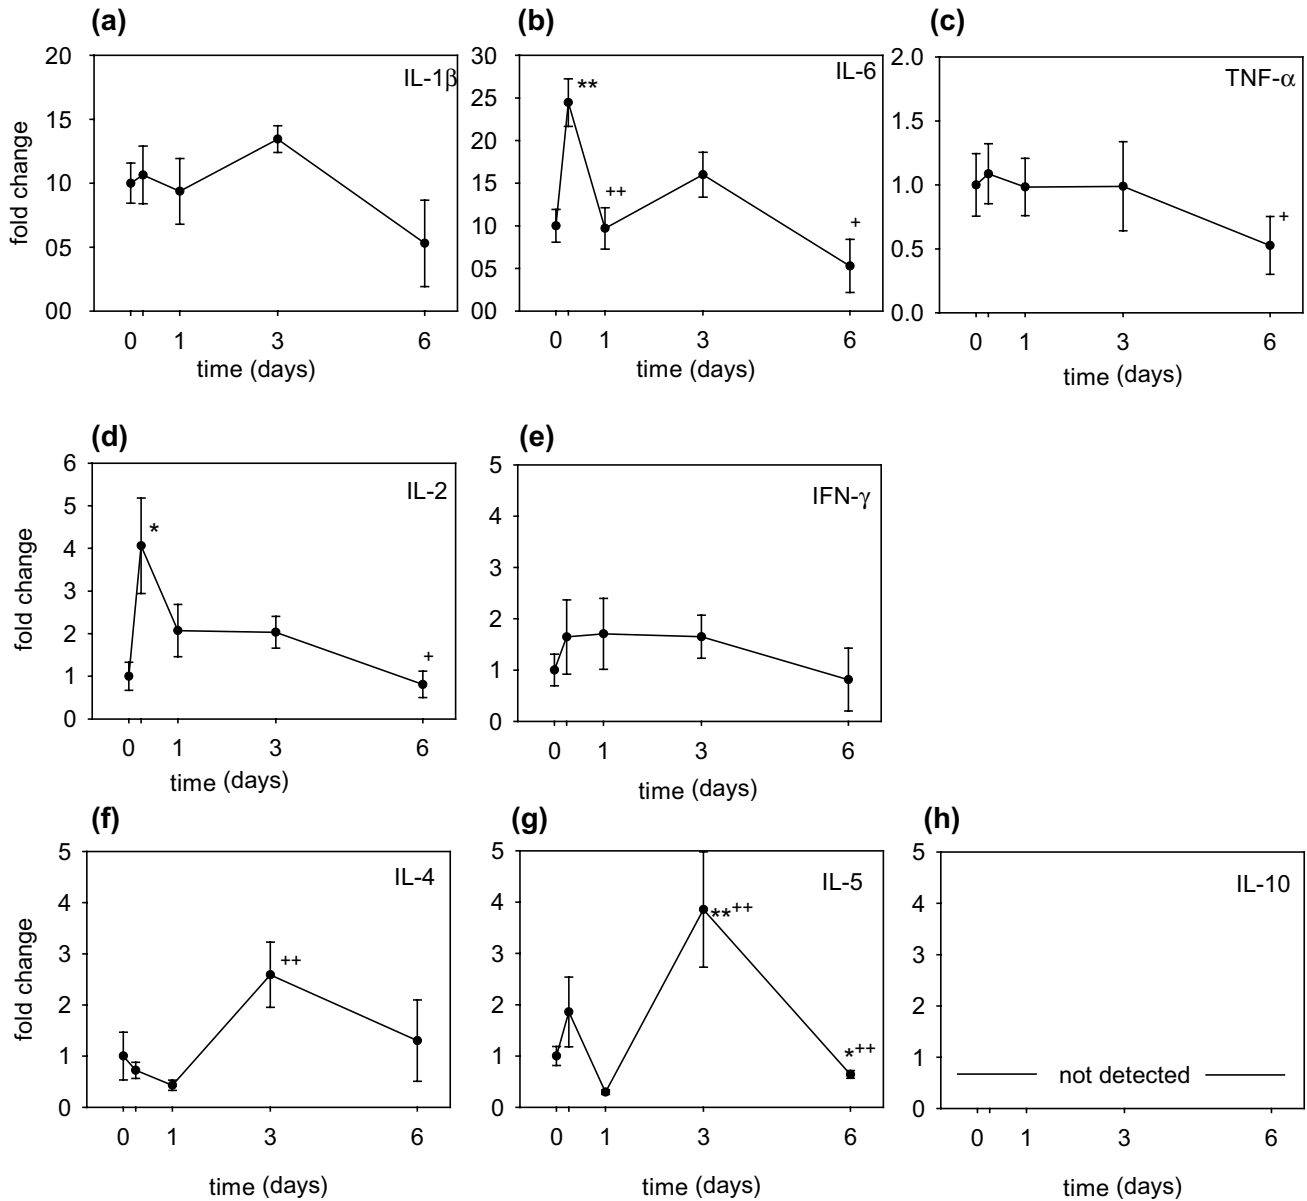 (a) (b) (c)
20 30 2.0
IL-1β IL-6 TNF-α
25
15 1.5
20
fold change
10 15 1.0
10
05 0.5
05
00 00 0.0
0 1 3 6 0 1 3 6 0 1 3 6
time (days) time (days) time (days)
** ++ + +
(d) (e)
6 5
IL-2 IFN-γ
5
4
4
3
fold change
3
2
2
1
1
0 0
* +
0 1 3 6 0 1 3 6
time (days) time (days)
(f) (g) (h)
5 5 5
IL-4 IL-5 IL-10
4 4 4
++ **++
3 3 3
fold change
2 2 2
*++
1 1 1
not detected
0 0 0
0 1 3 6 0 1 3 6 0 1 3 6
time (days) time (days) time (days)